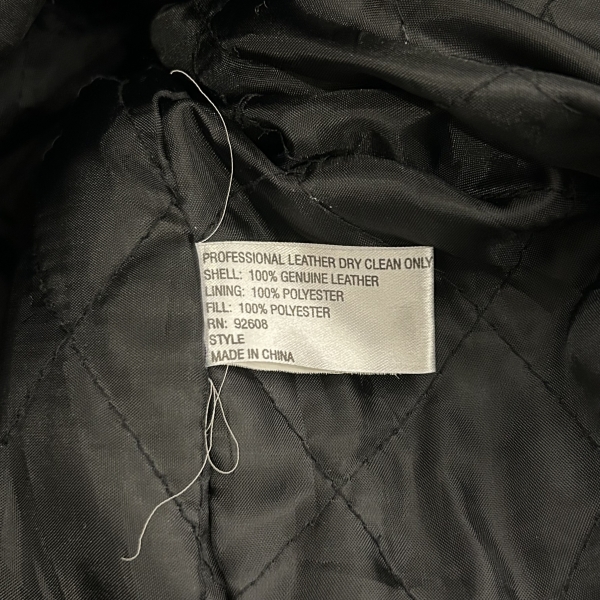 PROFESSIONAL LEATHER DRY CLEAN ONLY
SHELL: 100% GENUINE LEATHER
LINING: 100% POLYESTER
FILL: 100% POLYESTER
RN: 92608
STYLE
MADE IN CHINA